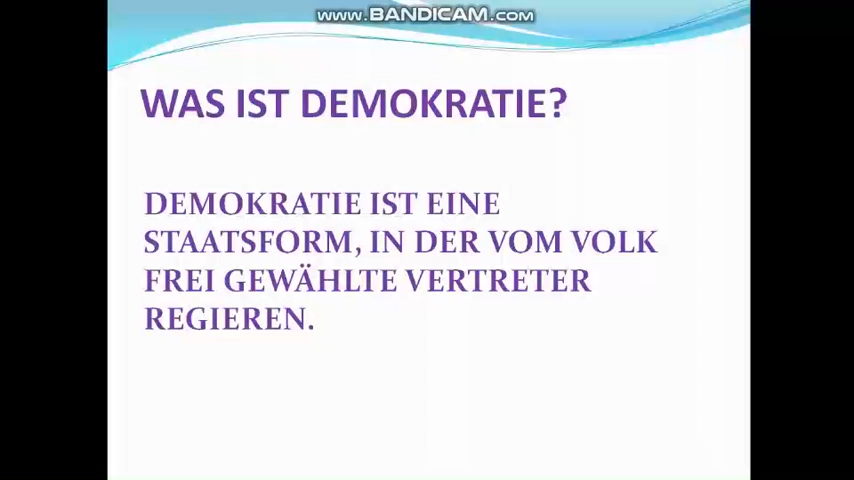 www.BANDICAM.com
WAS IST DEMOKRATIE?
DEMOKRATIE IST EINE
STAATSFORM, IN DER VOM VOLK
FREI GEWÄHLTE VERTRETER
REGIEREN.